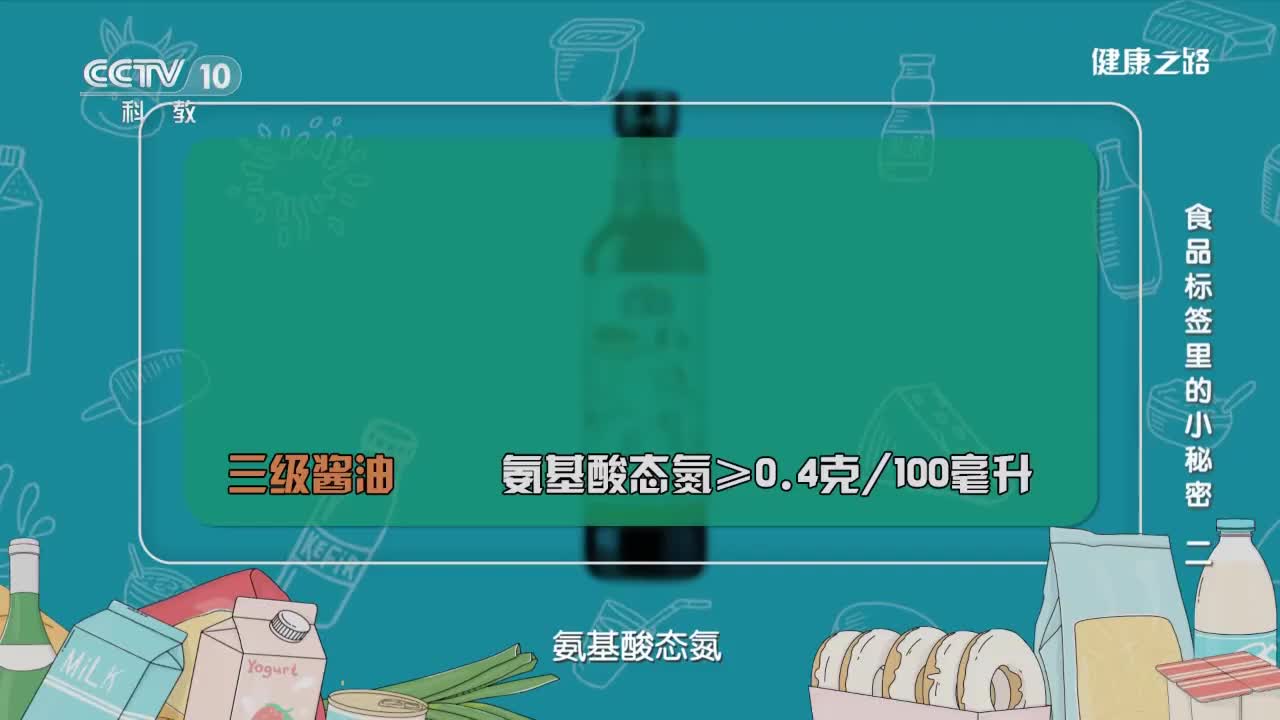 CCTV 10
科教
健康之路
食品标签里的小秘密 二
三级酱油
氨基酸态氮≥0.4克/100毫升
KEFIR
氨基酸态氮
MiLK
Yogurt